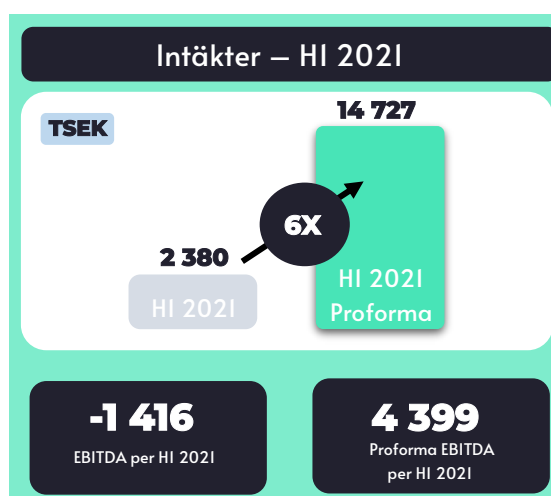 Intäkter – H1 2021
TSEK
14 727
6X
2 380
H1 2021
H1 2021
Proforma
-1 416
EBITDA per H1 2021
4 399
Proforma EBITDA
per H1 2021